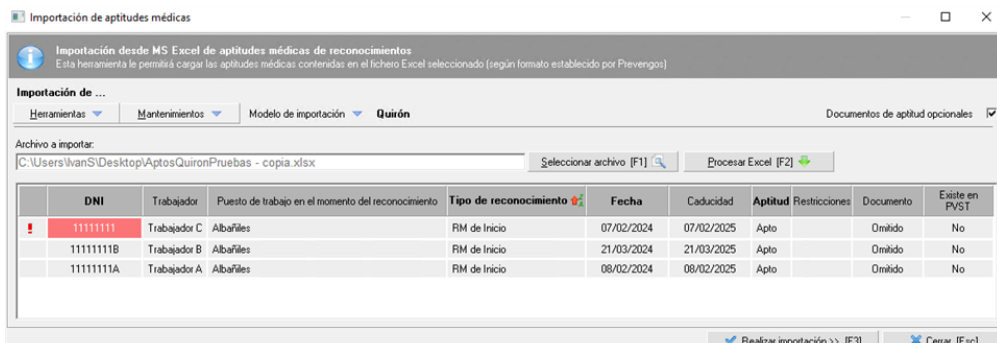 Importación de aptitudes médicas
Importación desde MS Excel de aptitudes médicas de reconocimientos
Esta herramienta le permitirá cargar las aptitudes médicas contenidas en el fichero Excel seleccionado (según formato establecido por Prevengos)
Importación de ...
Herramientas Mantenimientos Modelo de importación Quirón Documentos de aptitud opcionales
Archivo a importar:
C:\Users\IvanS\Desktop\AptosQuironPruebas - copia.xlsx Seleccionar archivo [F1] Procesar Excel [F2]
DNI Trabajador Puesto de trabajo en el momento del reconocimiento Tipo de reconocimiento Fecha Caducidad Aptitud Restricciones Documento Existe en PVST
! 11111111 Trabajador C Albañiles RM de Inicio 07/02/2024 07/02/2025 Apto Omitido No
11111111B Trabajador B Albañiles RM de Inicio 21/03/2024 21/03/2025 Apto Omitido No
11111111A Trabajador A Albañiles RM de Inicio 08/02/2024 08/02/2025 Apto Omitido No
Realizar importación >> [F3] Cerrar [Esc]